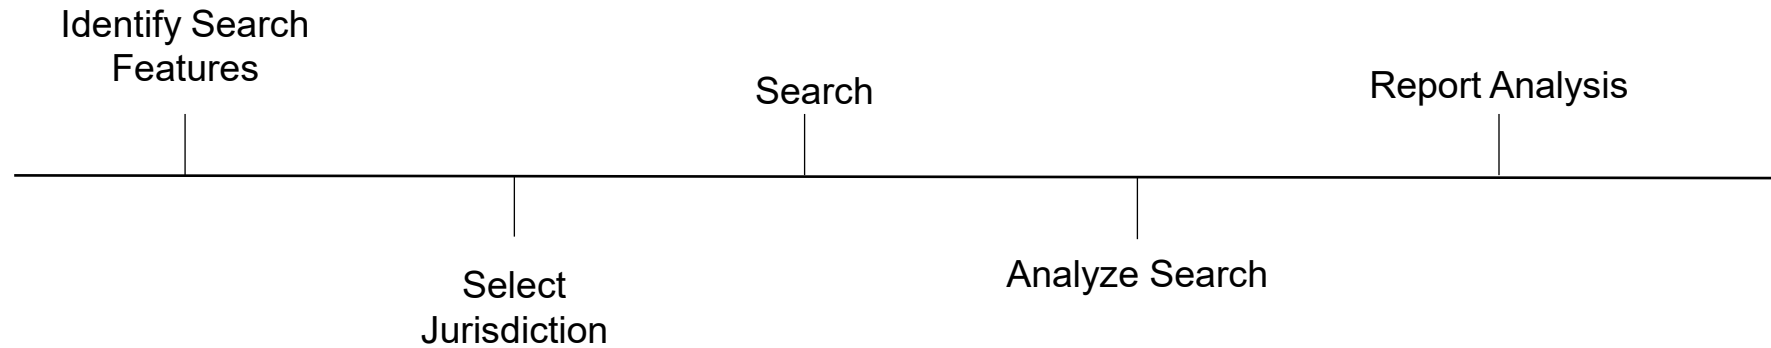 Identify Search
Features
Select
Jurisdiction
Search
Analyze Search
Report Analysis